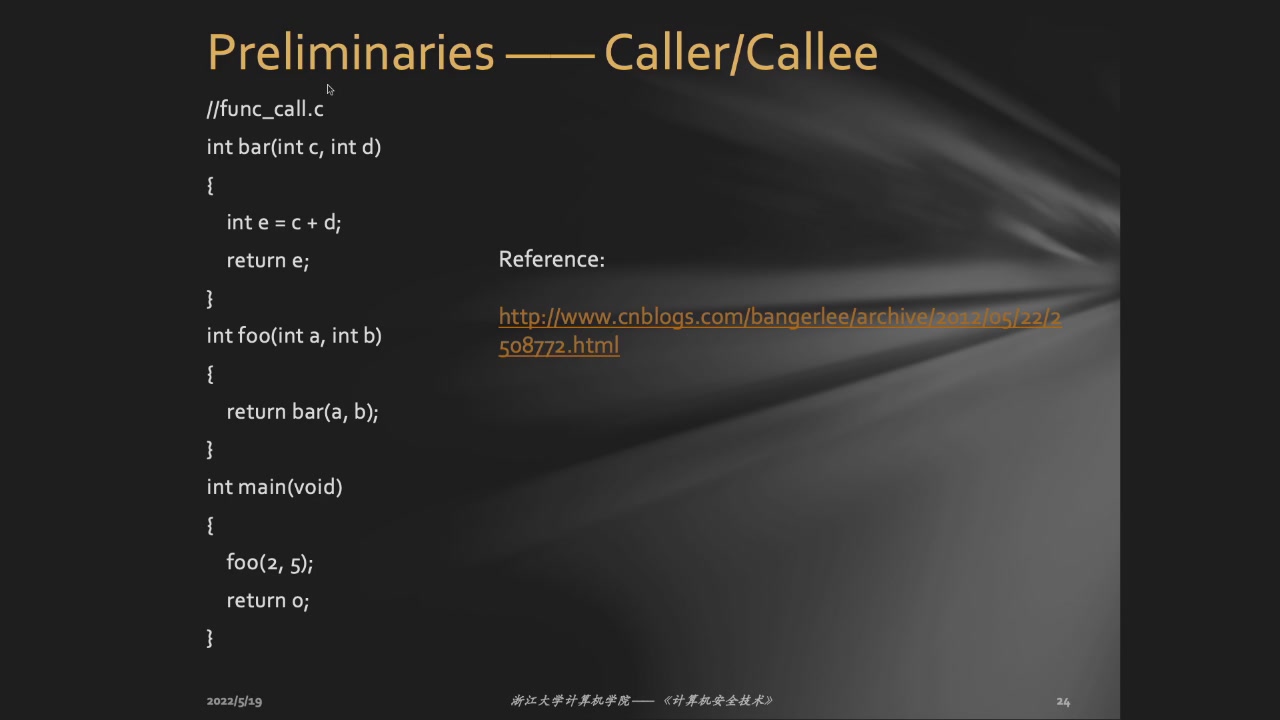 Preliminaries —— Caller/Callee
//func_call.c
int bar(int c, int d)
{
int e = c + d;
return e;
}
int foo(int a, int b)
{
return bar(a, b);
}
int main(void)
{
foo(2, 5);
return 0;
}
Reference:
http://www.cnblogs.com/bangerlee/archive/2012/05/22/2
508772.html
2022/5/19
浙江大学计算机学院——《计算机安全技术》
24